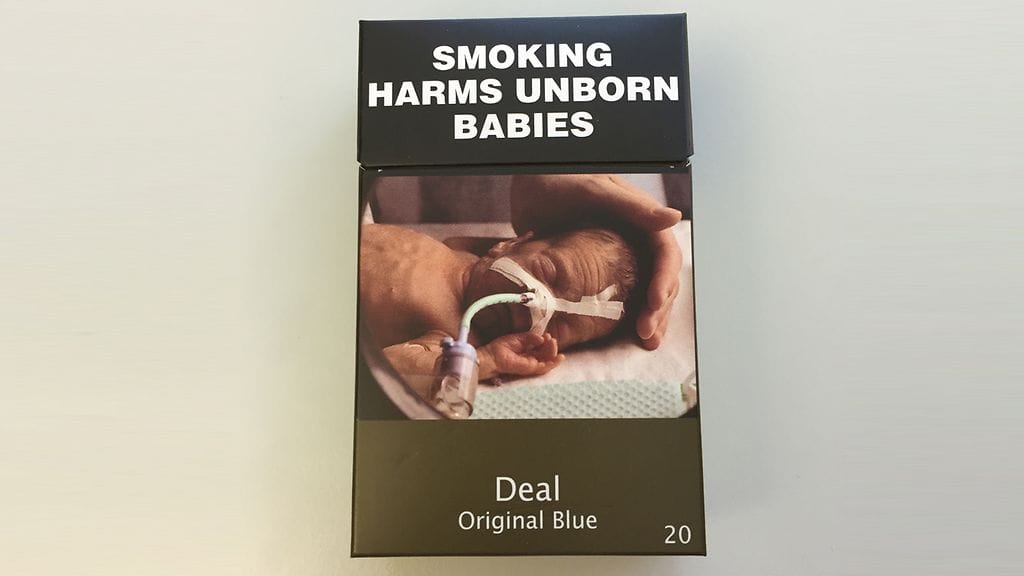 SMOKING
HARMS UNBORN
BABIES
Deal
Original Blue
20